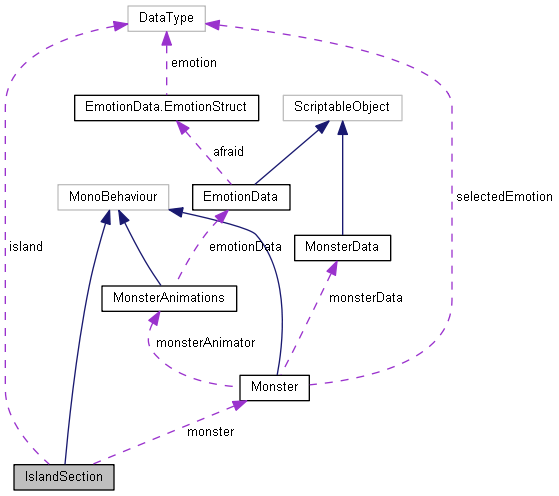 DataType
emotion
EmotionData.EmotionStruct
ScriptableObject
afraid
MonoBehaviour
EmotionData
selectedEmotion
island
emotionData
MonsterData
MonsterAnimations
monsterData
monsterAnimator
Monster
monster
IslandSection